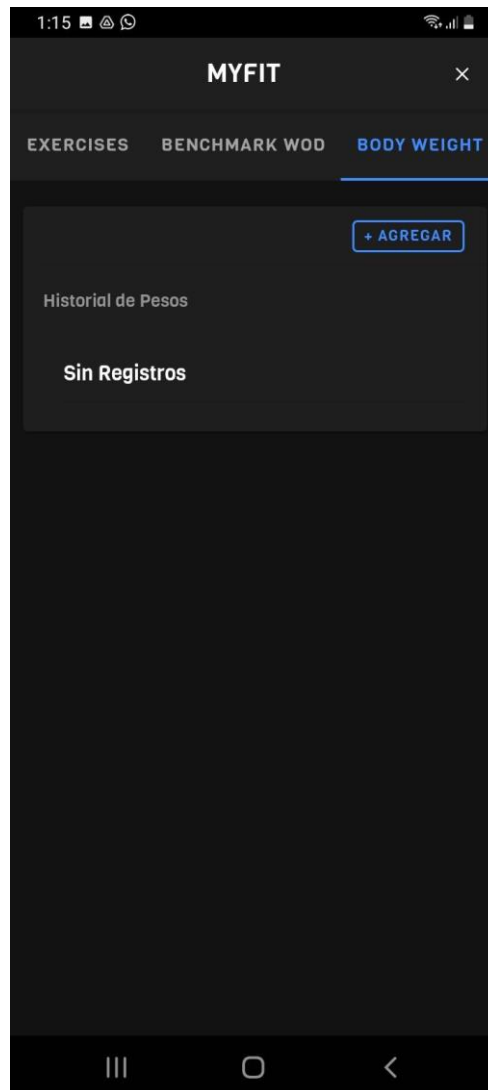 1:15
MYFIT
EXERCISES BENCHMARK WOD BODY WEIGHT
+ AGREGAR
Historial de Pesos
Sin Registros